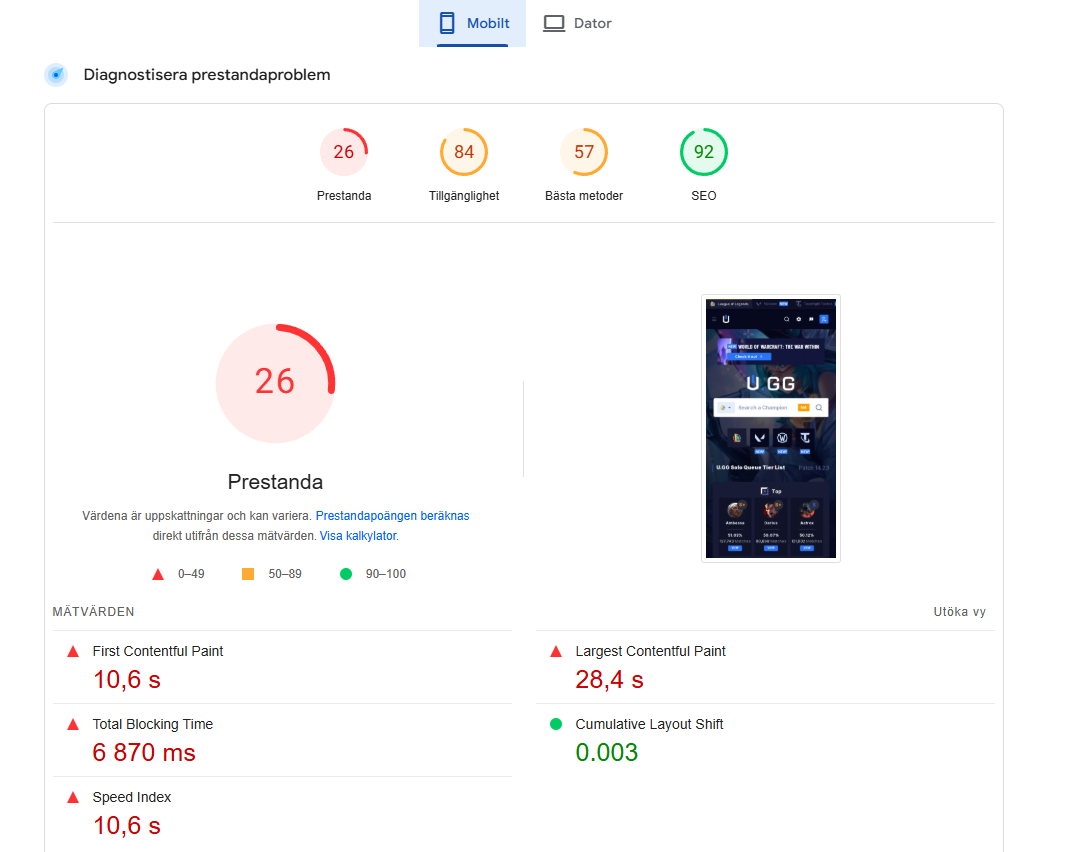 Mobilt
Dator
Diagnostisera prestandaproblem
26
84
57
92
Prestanda
Tillgänglighet
Bästa metoder
SEO
26
Prestanda
Värdena är uppskattningar och kan variera. Prestandapoängen beräknas
direkt utifrån dessa mätvärden. Visa kalkylator.
0–49
50–89
90–100
League of Legends
WORLD OF WARCRAFT: THE WAR WITHIN
Check it out
U GG
Search a Champion
U.GG Solo Queue Tier List
Top
Ambessa
Darius
Aatrox
MÄTVÄRDEN
Utöka vy
First Contentful Paint
10,6 s
Largest Contentful Paint
28,4 s
Total Blocking Time
6 870 ms
Cumulative Layout Shift
0.003
Speed Index
10,6 s